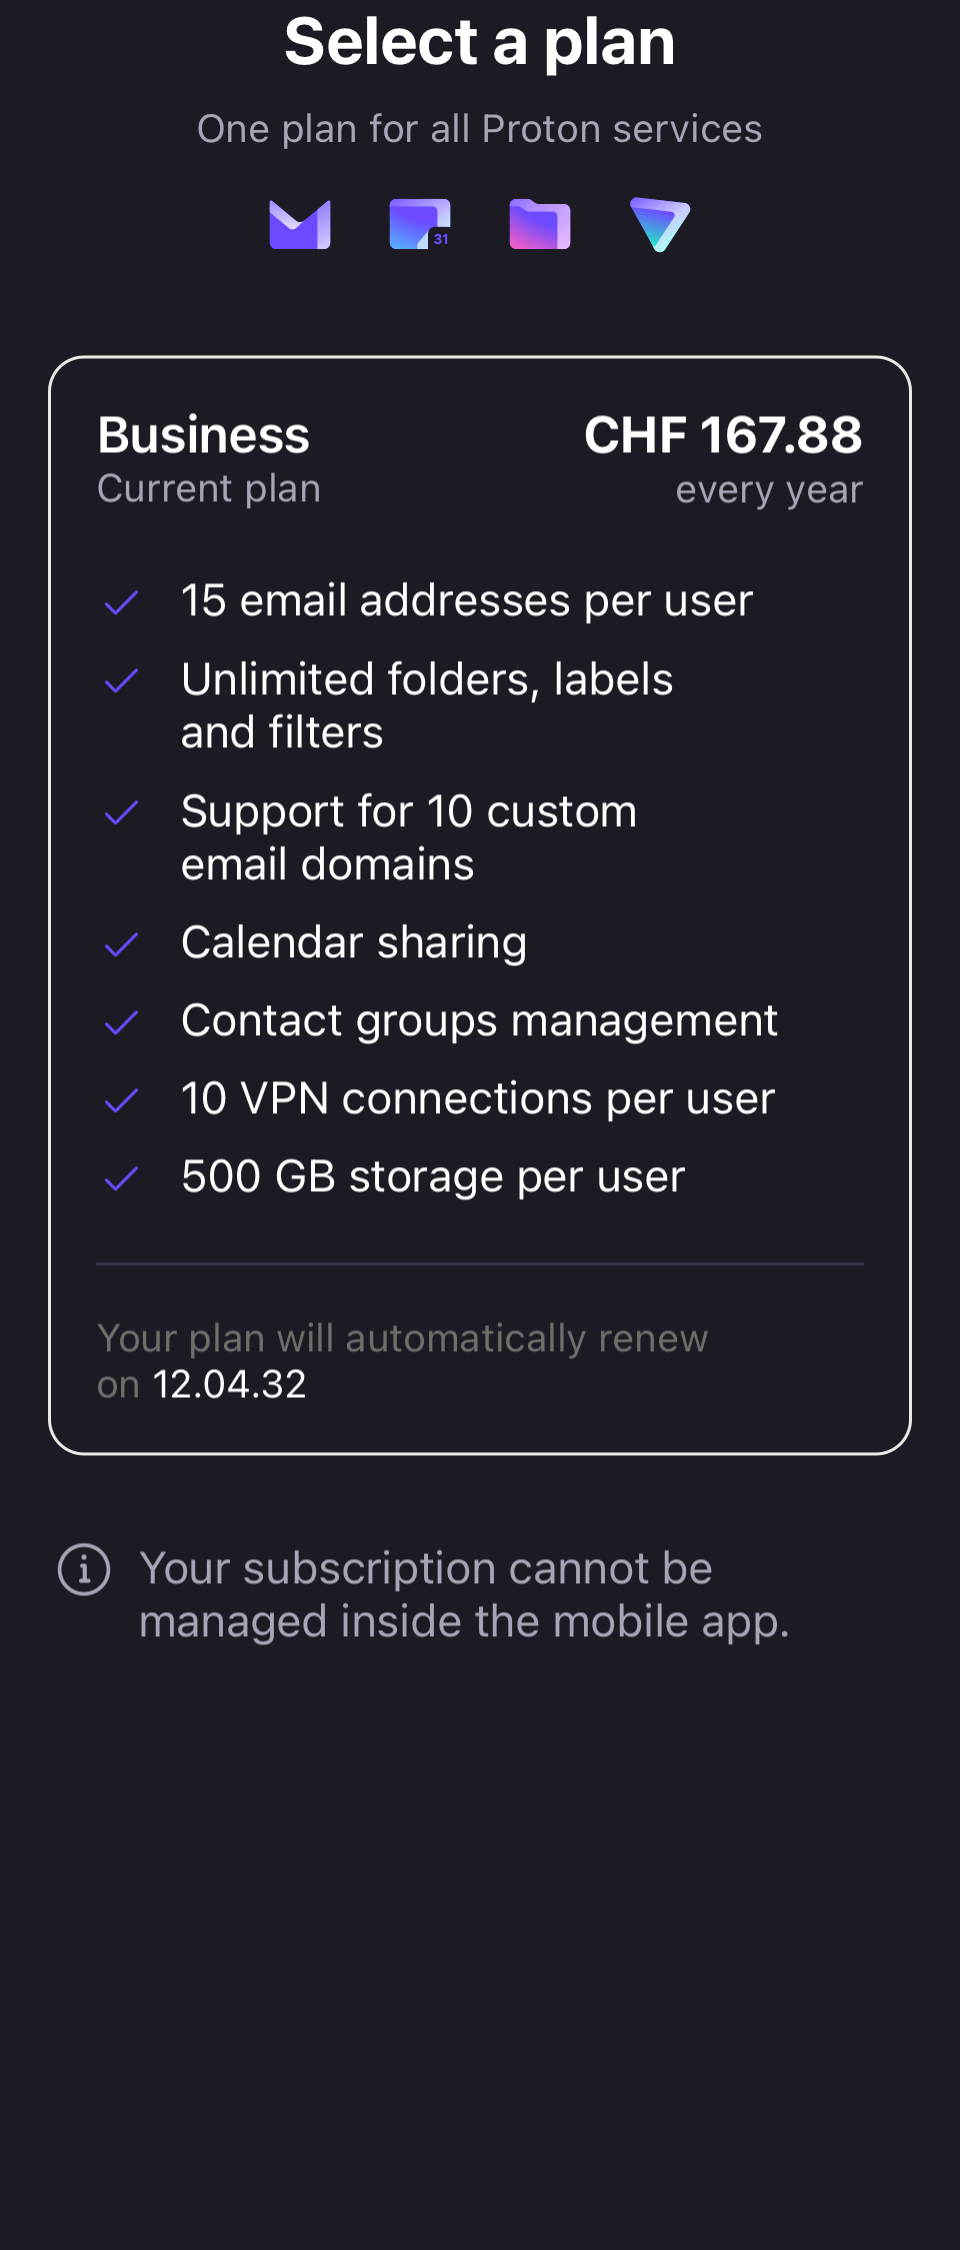 Select a plan
One plan for all Proton services
31
Business
CHF 167.88
Current plan
every year
15 email addresses per user
Unlimited folders, labels
and filters
Support for 10 custom
email domains
Calendar sharing
Contact groups management
10 VPN connections per user
500 GB storage per user
Your plan will automatically renew
on 12.04.32
Your subscription cannot be
managed inside the mobile app.